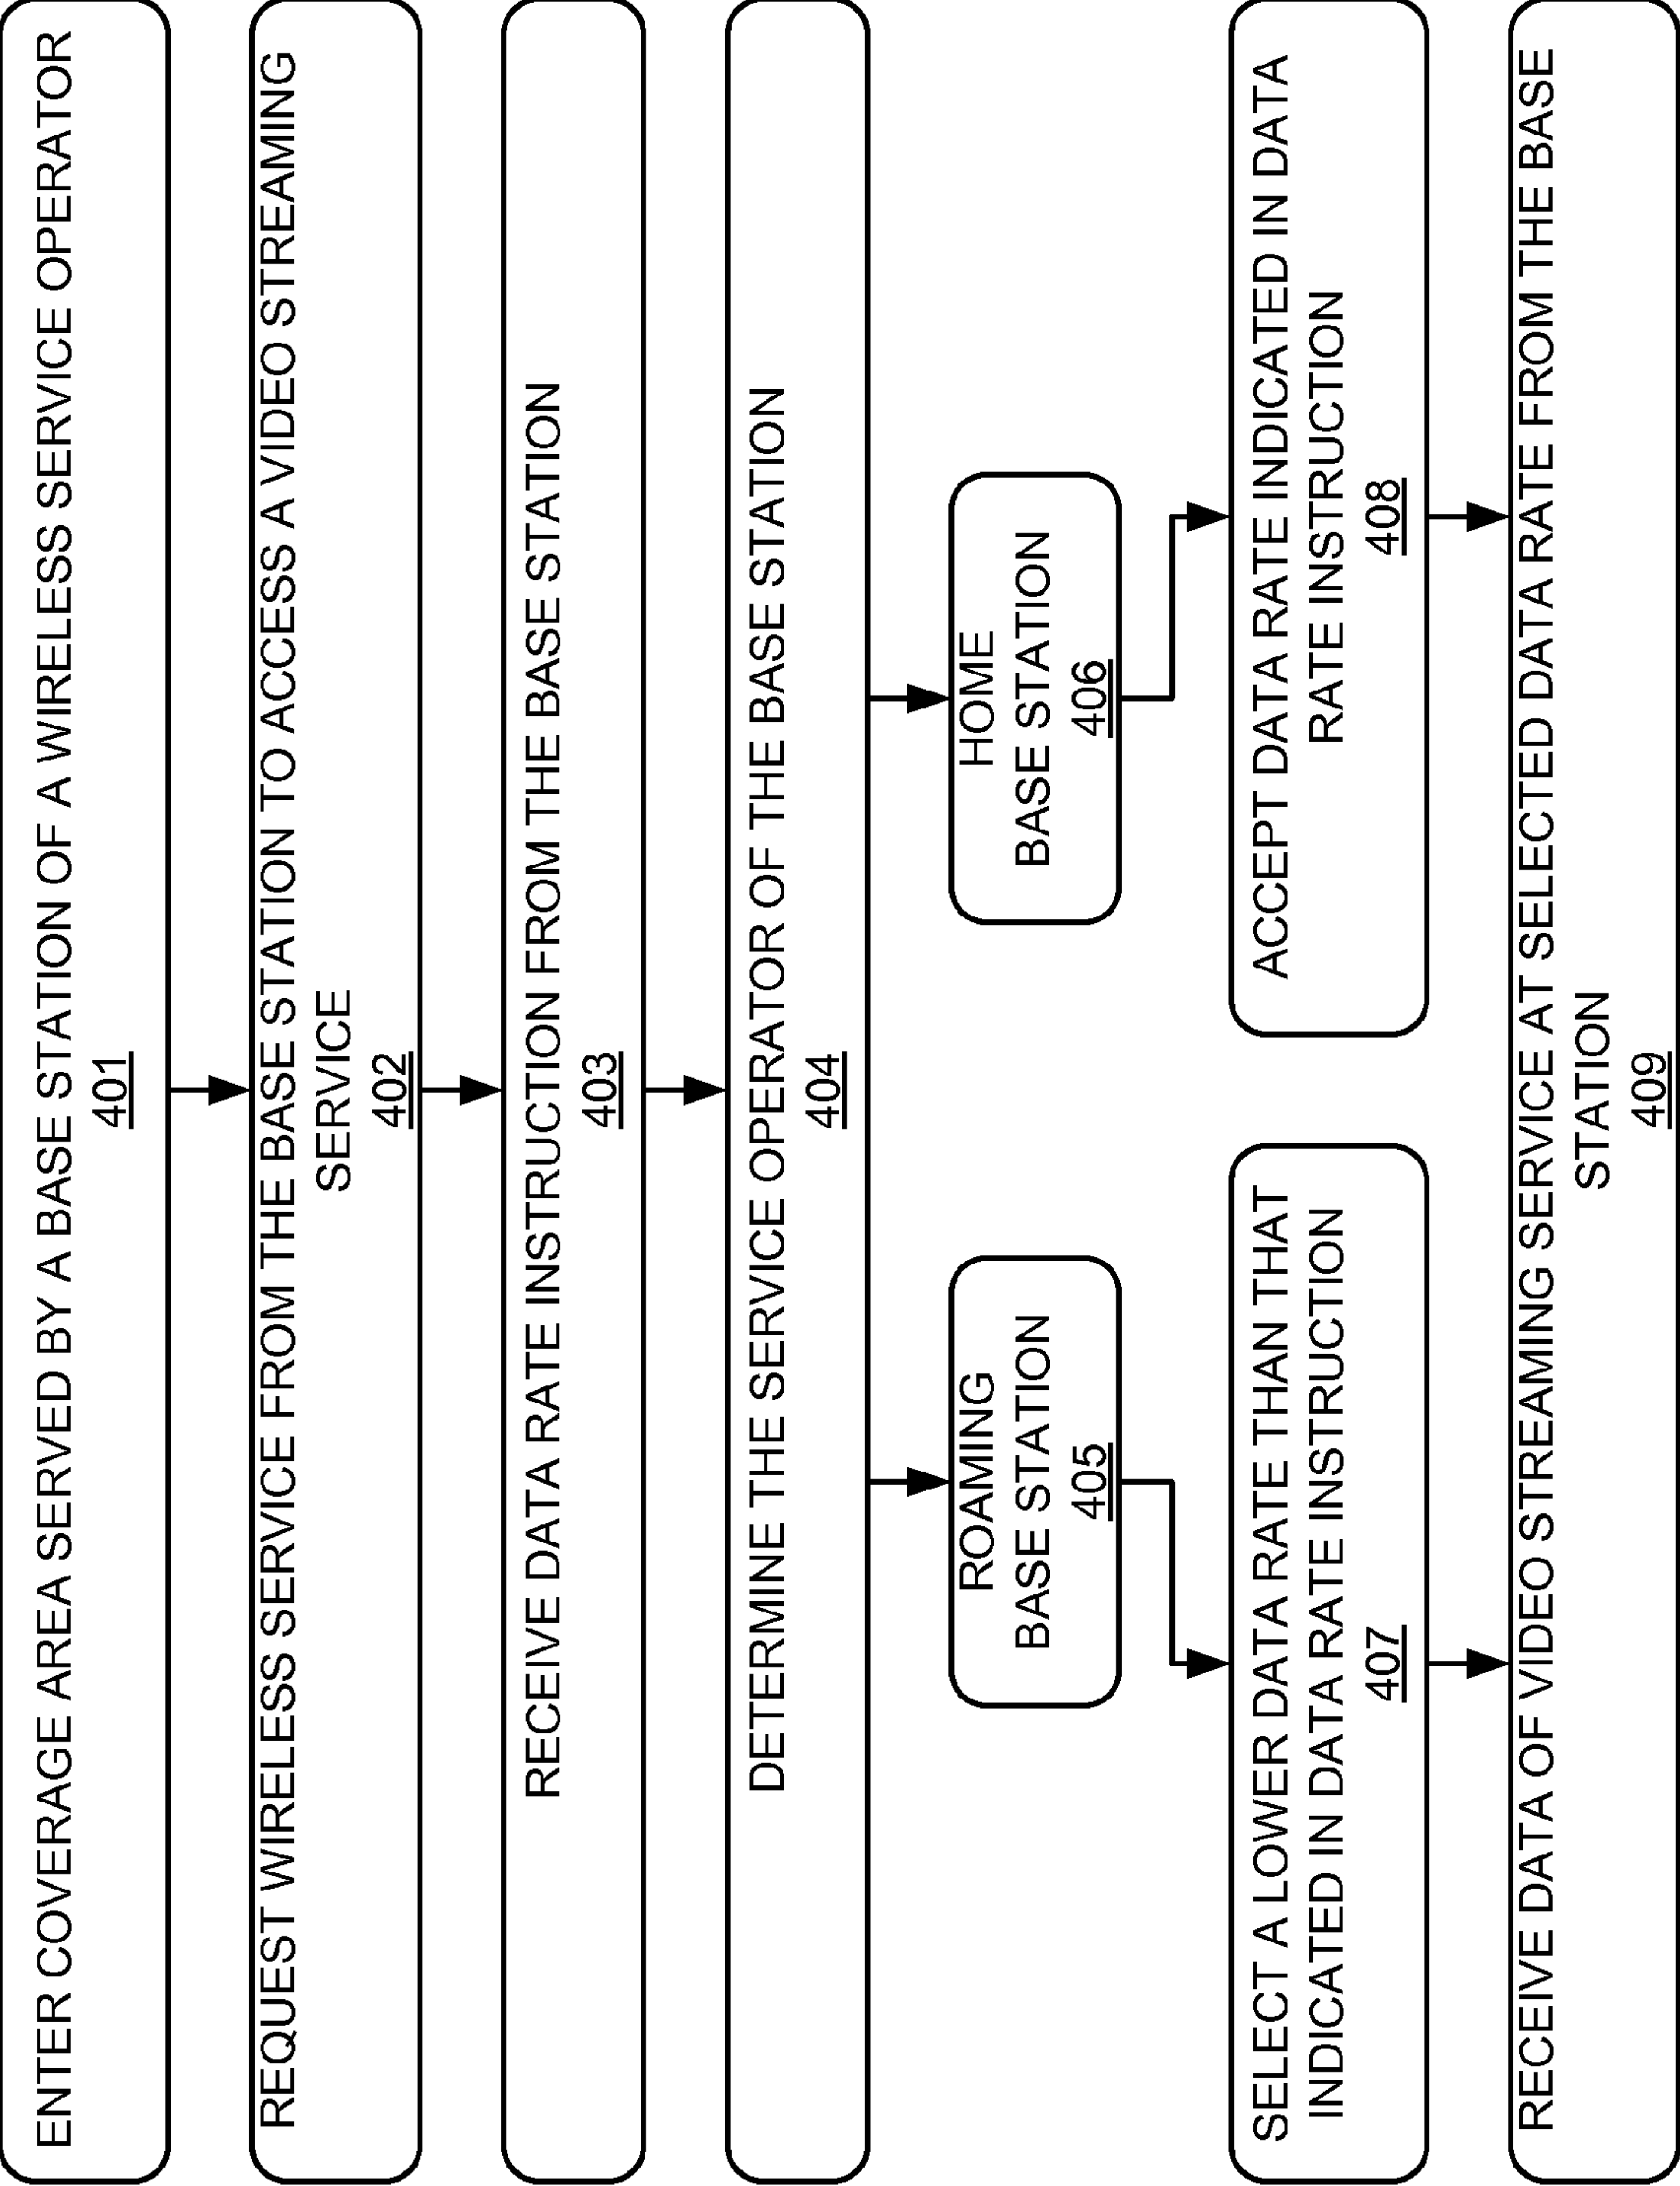 ENTER COVERAGE AREA SERVED BY A BASE STATION OF A WIRELESS SERVICE OPERATOR
401
REQUEST WIRELESS SERVICE FROM THE BASE STATION TO ACCESS A VIDEO STREAMING
SERVICE
402
RECEIVE DATA RATE INSTRUCTION FROM THE BASE STATION
403
DETERMINE THE SERVICE OPERATOR OF THE BASE STATION
404
ROAMING
BASE STATION
405
HOME
BASE STATION
406
SELECT A LOWER DATA RATE THAN THAT
INDICATED IN DATA RATE INSTRUCTION
407
ACCEPT DATA RATE INDICATED IN DATA
RATE INSTRUCTION
408
RECEIVE DATA OF VIDEO STREAMING SERVICE AT SELECTED DATA RATE FROM THE BASE
STATION
409